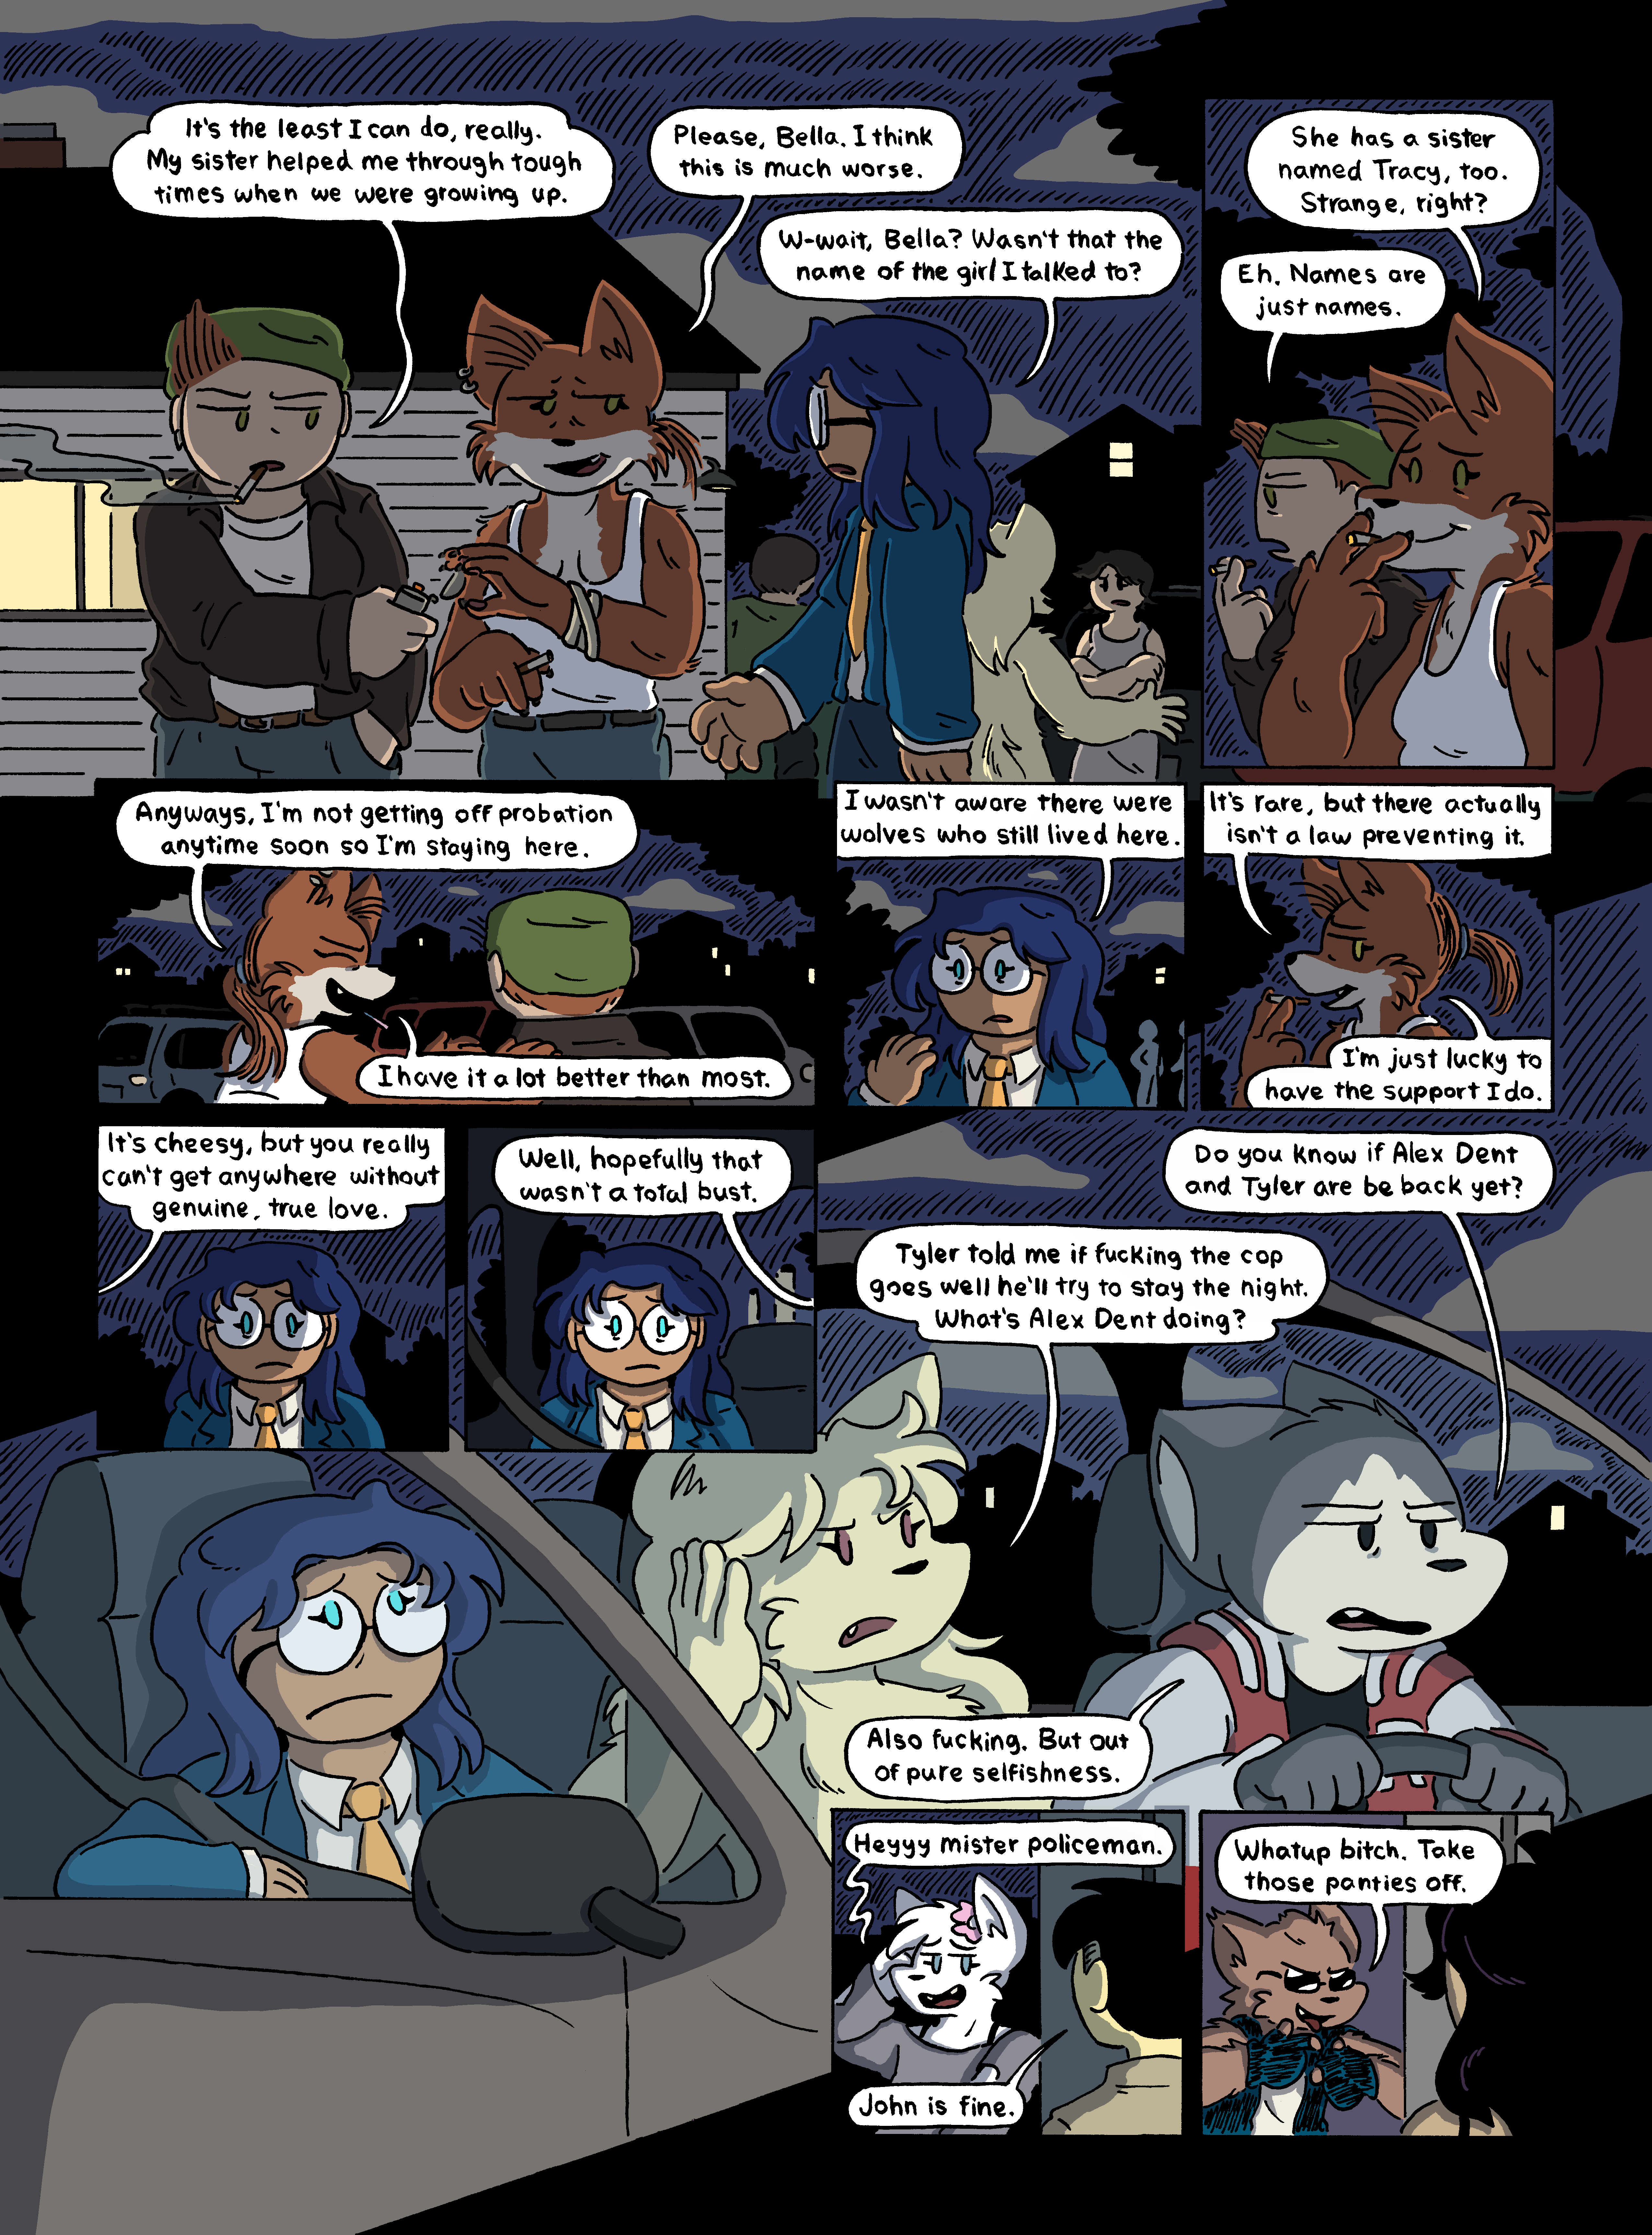 It's the least I can do, really.
My sister helped me through tough
times when we were growing up.
Please, Bella. I think
this is much worse.
W-wait, Bella? Wasn't that the
name of the girl I talked to?
She has a sister
named Tracy, too.
Strange, right?
Eh. Names are
just names.
Anyways, I'm not getting off probation
anytime soon so I'm staying here.
I have it a lot better than most.
I wasn't aware there were
wolves who still lived here.
It's rare, but there actually
isn't a law preventing it.
I'm just lucky to
have the support I do.
It's cheesy, but you really
can't get anywhere without
genuine, true love.
Well, hopefully that
wasn't a total bust.
Do you know if Alex Dent
and Tyler are be back yet?
Tyler told me if fucking the cop
goes well he'll try to stay the night.
What's Alex Dent doing?
Also fucking. But out
of pure selfishness.
Heyyy mister policeman.
John is fine.
Whatup bitch. Take
those panties off.